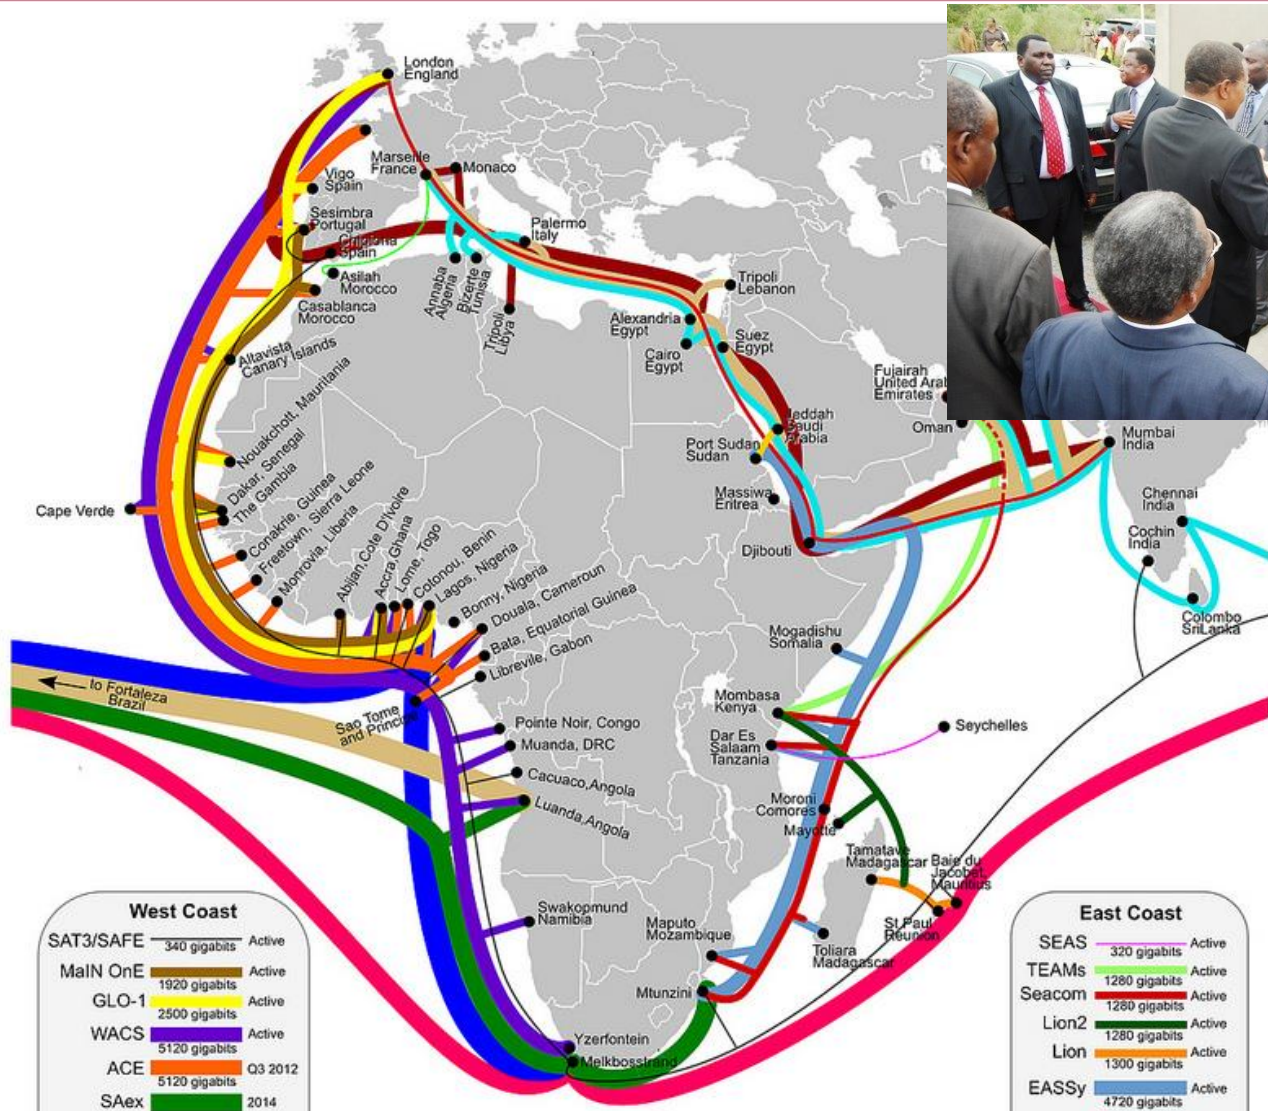 London
England
Marseille
France
Monaco
Vigo
Spain
Sesimbra
Portugal
Spain
Palermo
Italy
Asilah
Morocco
Casablanca
Morocco
Annaba
Algeria
Bizerte
Tunisia
Tripoli
Libya
Tripoli
Lebanon
Alexandria
Egypt
Cairo
Egypt
Suez
Egypt
Altavista
Canary Islands
Fujairah
United Arab
Emirates
Oman
Jeddah
Saudi
Arabia
Port Sudan
Sudan
Massiwa
Eritrea
Djibouti
Mumbai
India
Chennai
India
Cochin
India
Colombo
SriLanka
Nouakchott, Mauritania
Dakar, Senegal
The Gambia
Cape Verde
Conakrie, Guinea
Freetown, Sierra Leone
Monrovia, Liberia
Abijan,Cote D'Ivoire
Accra,Ghana
Lome, Togo
Cotonou, Benin
Lagos, Nigeria
Bonny, Nigeria
Douala, Cameroun
Bata, Equatorial Guinea
Libreville, Gabon
Mogadishu
Somalia
to Fortaleza
Brazil
Sao Tome
and Principe
Mombasa
Kenya
Dar Es
Salaam
Tanzania
Seychelles
Pointe Noir, Congo
Muanda, DRC
Cacuaco,Angola
Luanda,Angola
Moroni
Comores
Mayotte
Tamatave
Madagascar
Baie du
Jacobet,
Mauritius
St Paul
Reunion
Toliara
Madagascar
Swakopmund
Namibia
Maputo
Mozambique
Mtunzini
Yzerfontein
Melkbosstrand
West Coast
SAT3/SAFE 340 gigabits Active
MaIN OnE 1920 gigabits Active
GLO-1 2500 gigabits Active
WACS 5120 gigabits Active
ACE 5120 gigabits Q3 2012
SAex 2014
East Coast
SEAS 320 gigabits Active
TEAMs 1280 gigabits Active
Seacom 1280 gigabits Active
Lion2 1280 gigabits Active
Lion 1300 gigabits Active
EASSy 4720 gigabits Active